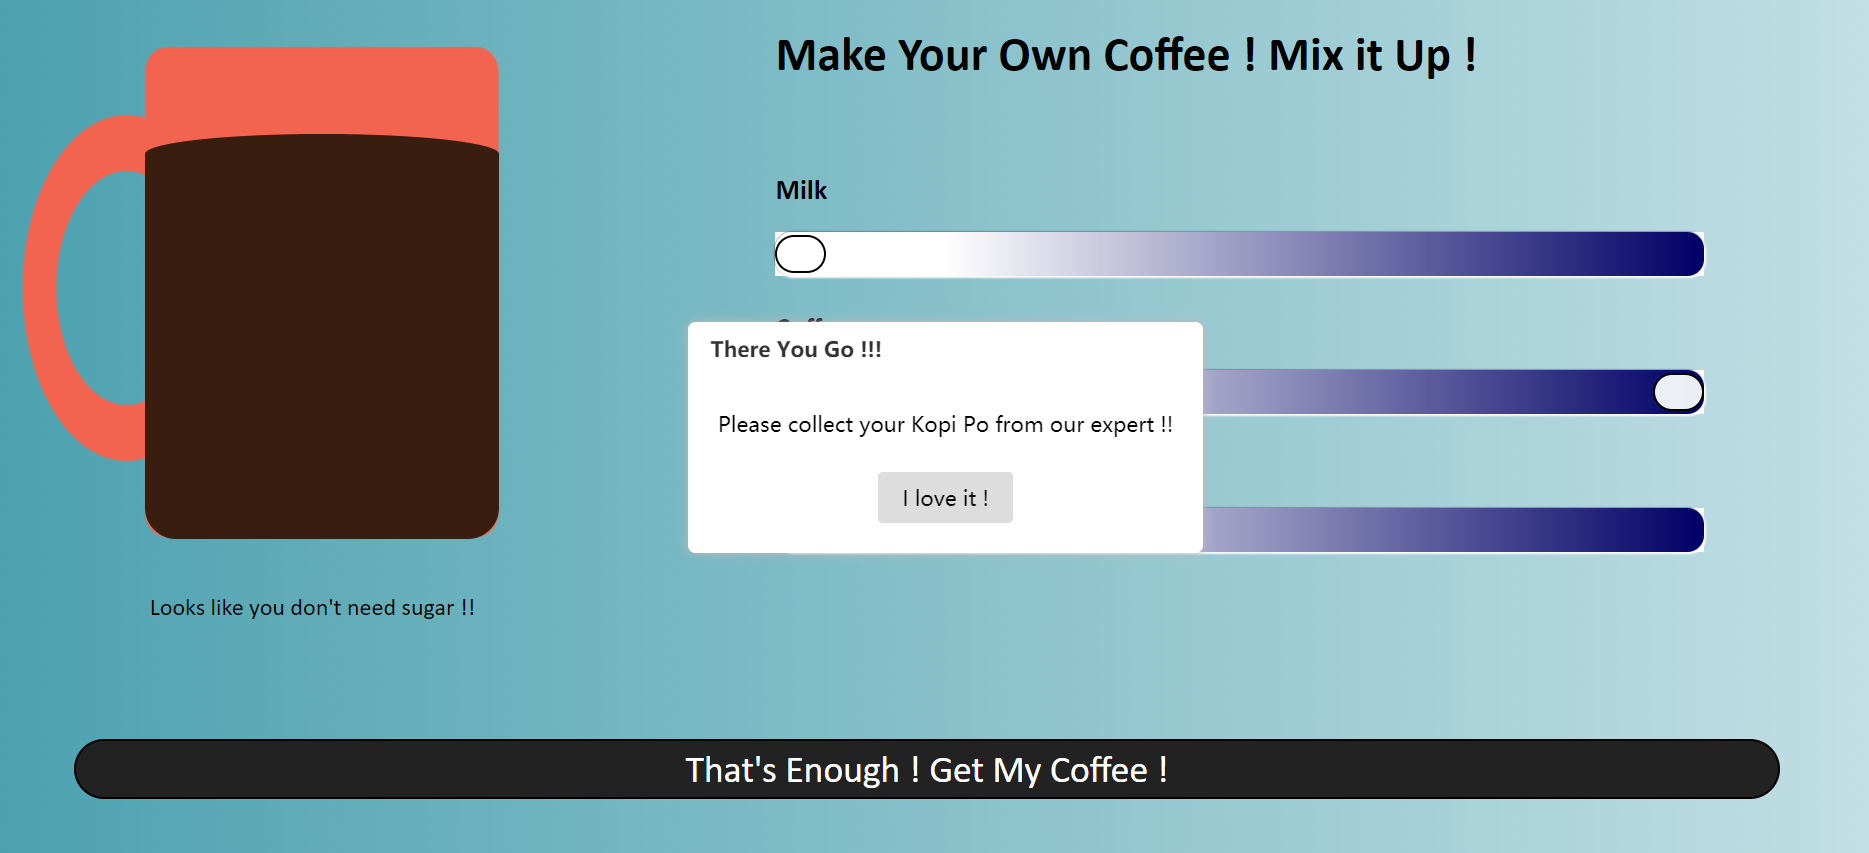 Make Your Own Coffee ! Mix it Up !
Milk
There You Go !!!
Please collect your Kopi Po from our expert !!
I love it !
Looks like you don't need sugar !!
That's Enough ! Get My Coffee !